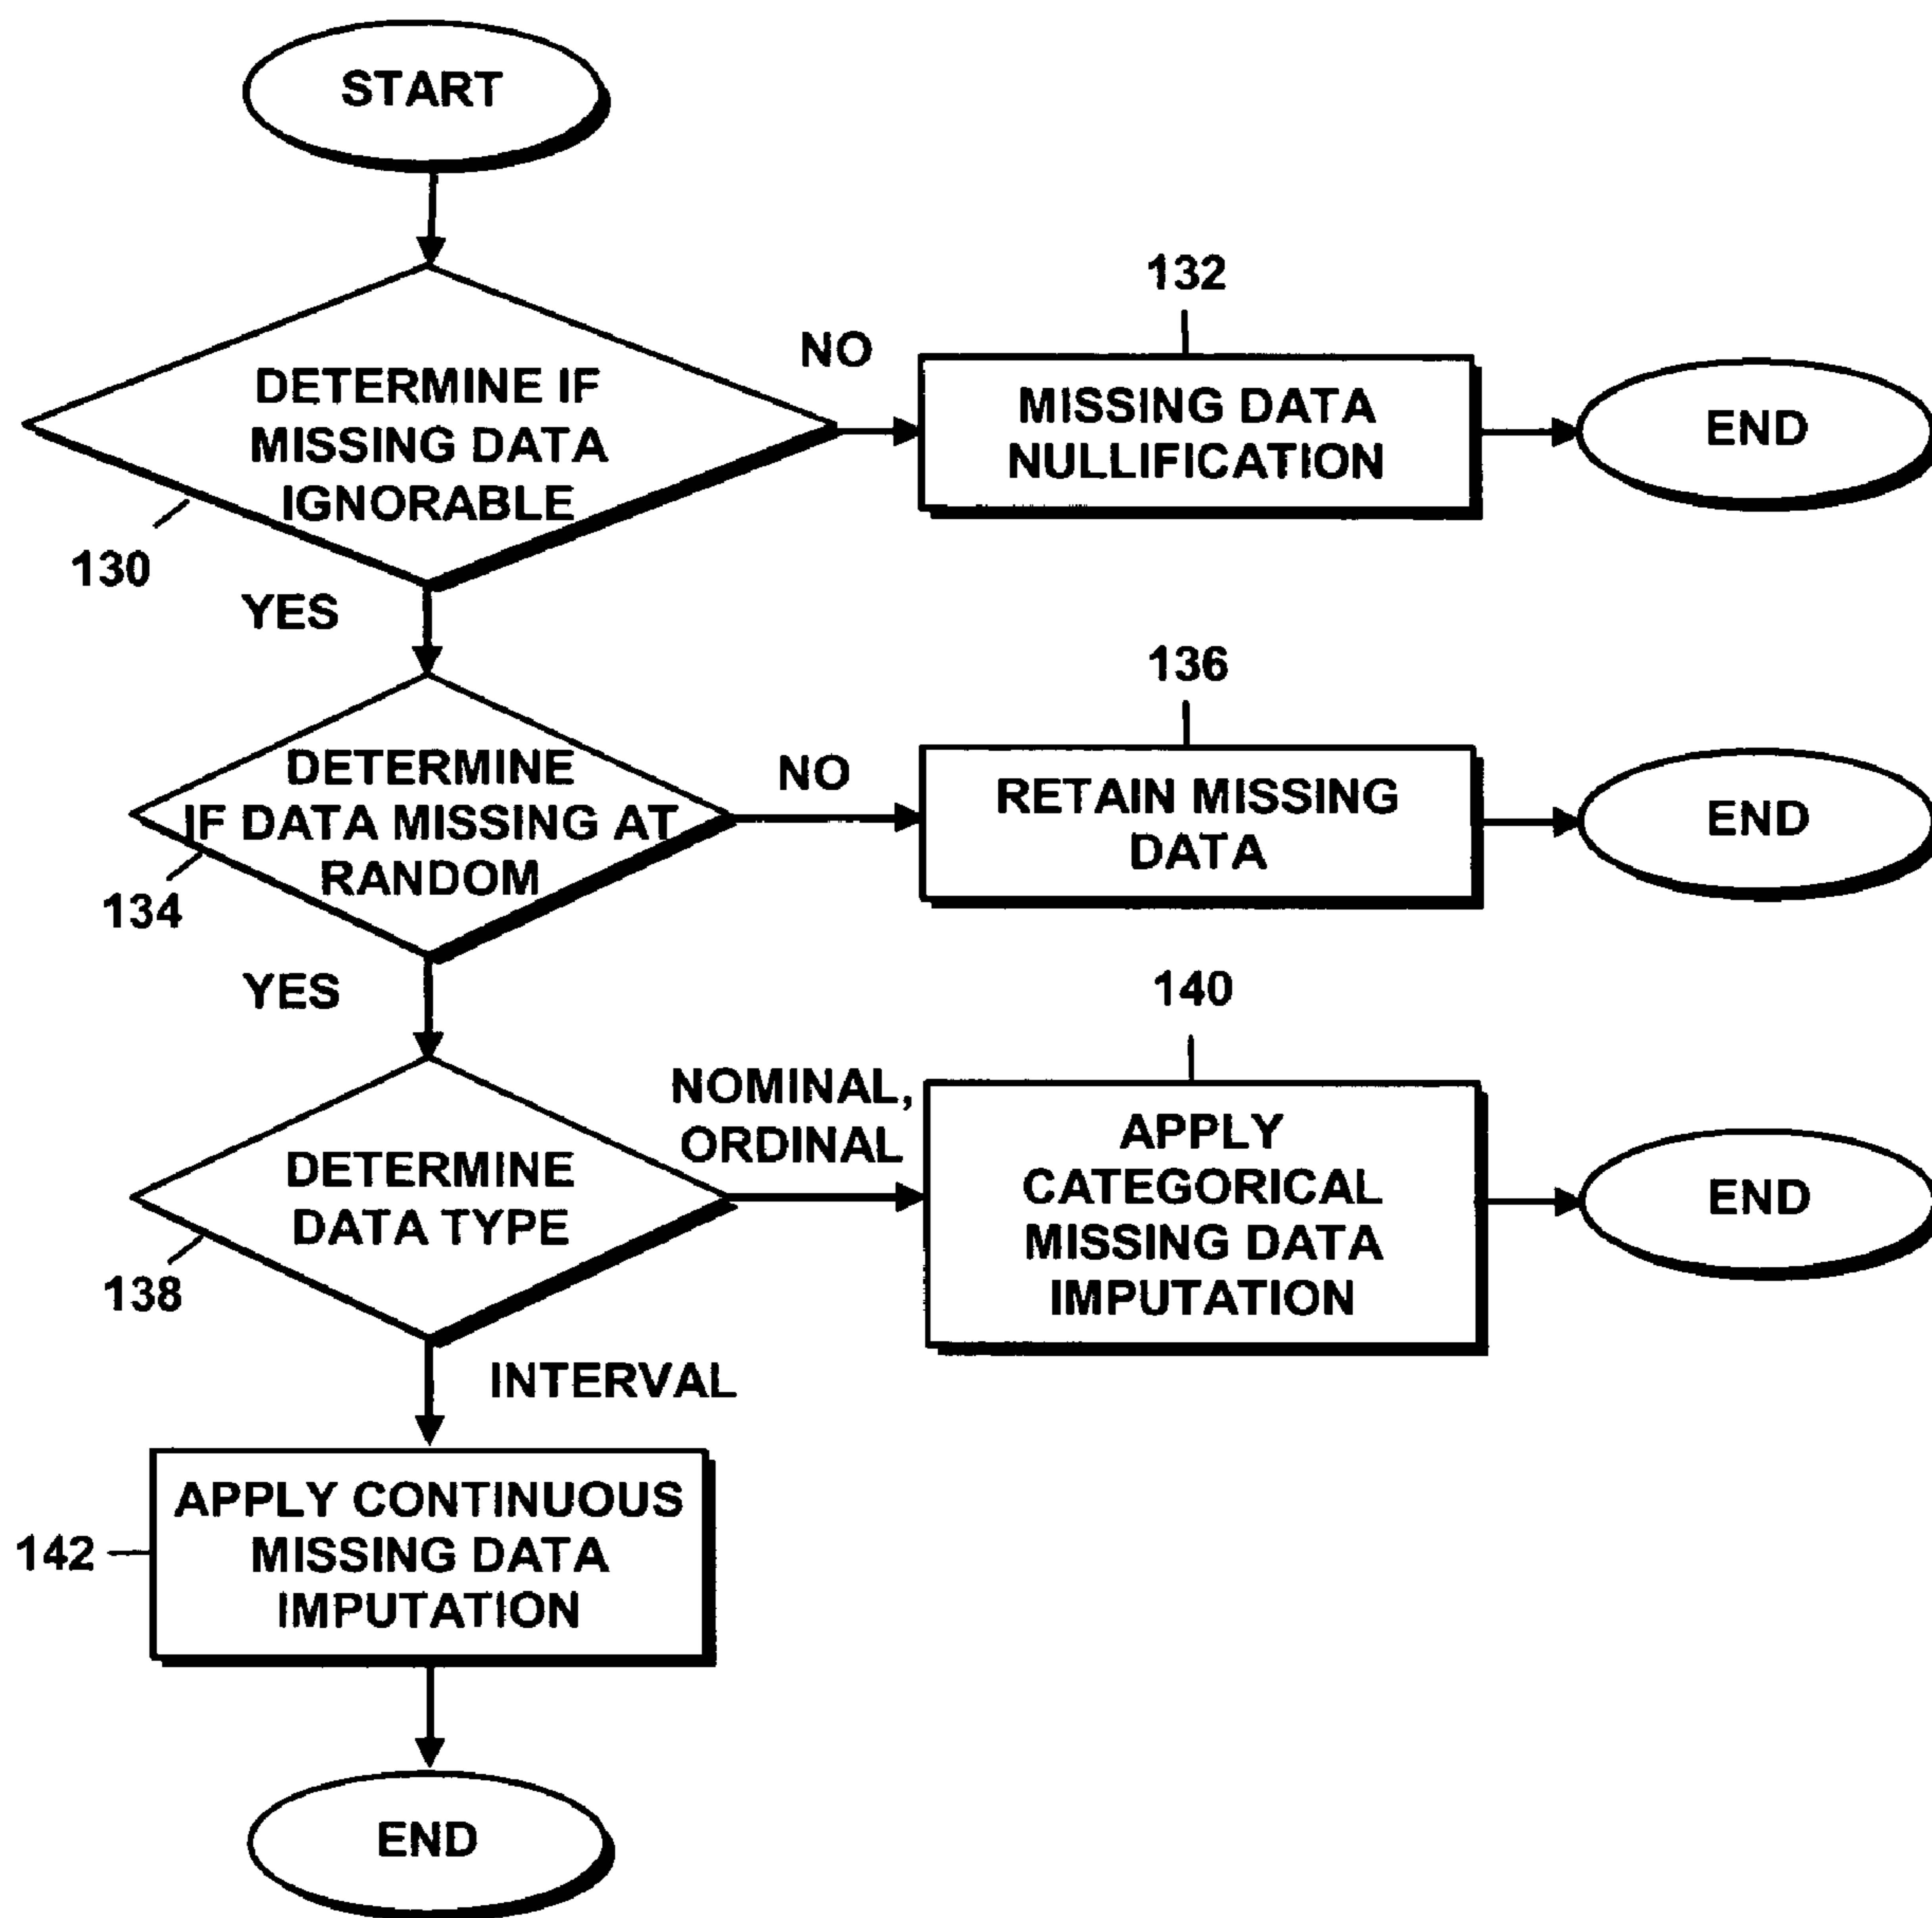 START
132
NO
DETERMINE IF
MISSING DATA
IGNORABLE
MISSING DATA
NULLIFICATION
END
130
YES
136
DETERMINE
IF DATA MISSING AT
RANDOM
NO
RETAIN MISSING
DATA
END
134
YES
140
NOMINAL,
ORDINAL
DETERMINE
DATA TYPE
APPLY
CATEGORICAL
MISSING DATA
IMPUTATION
END
138
INTERVAL
APPLY CONTINUOUS
MISSING DATA
IMPUTATION
142
END